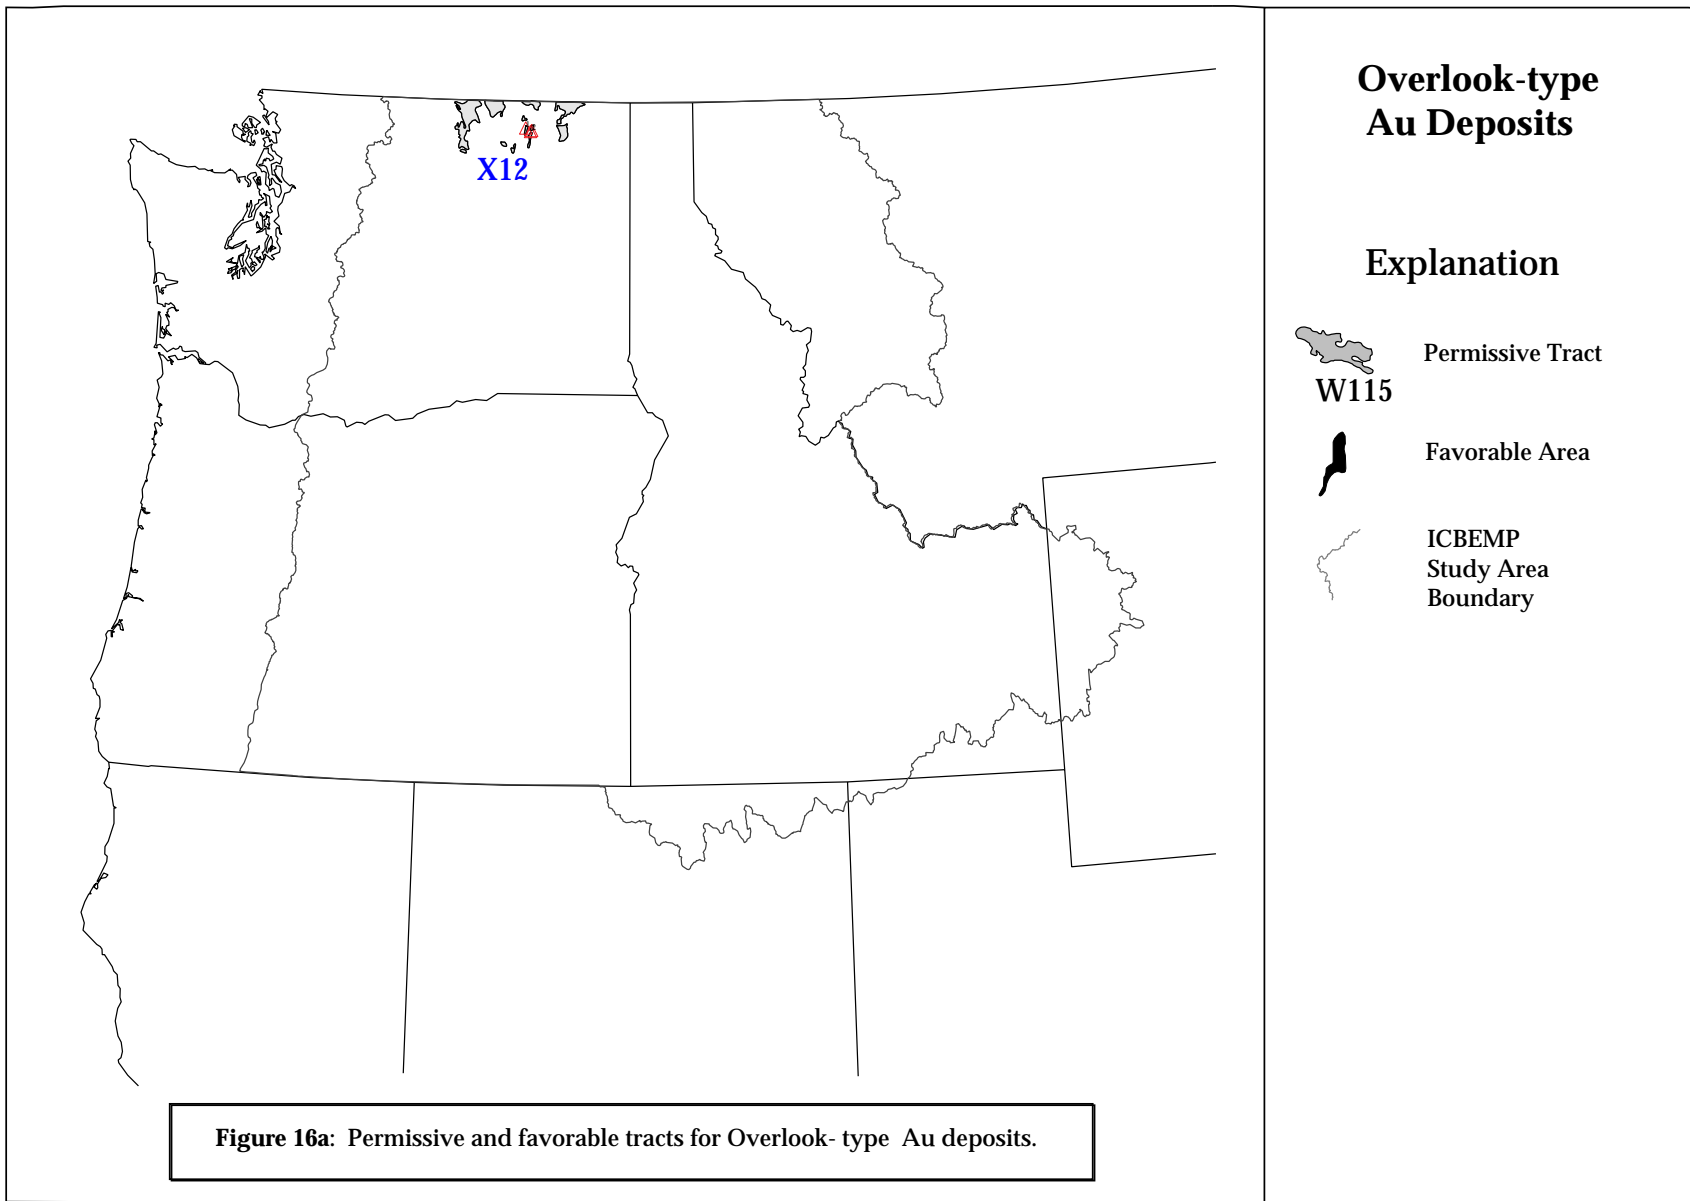 Overlook-type
Au Deposits
Explanation
Permissive Tract
W115
Favorable Area
ICBEMP
Study Area
Boundary
X12
Figure 16a: Permissive and favorable tracts for Overlook- type Au deposits.